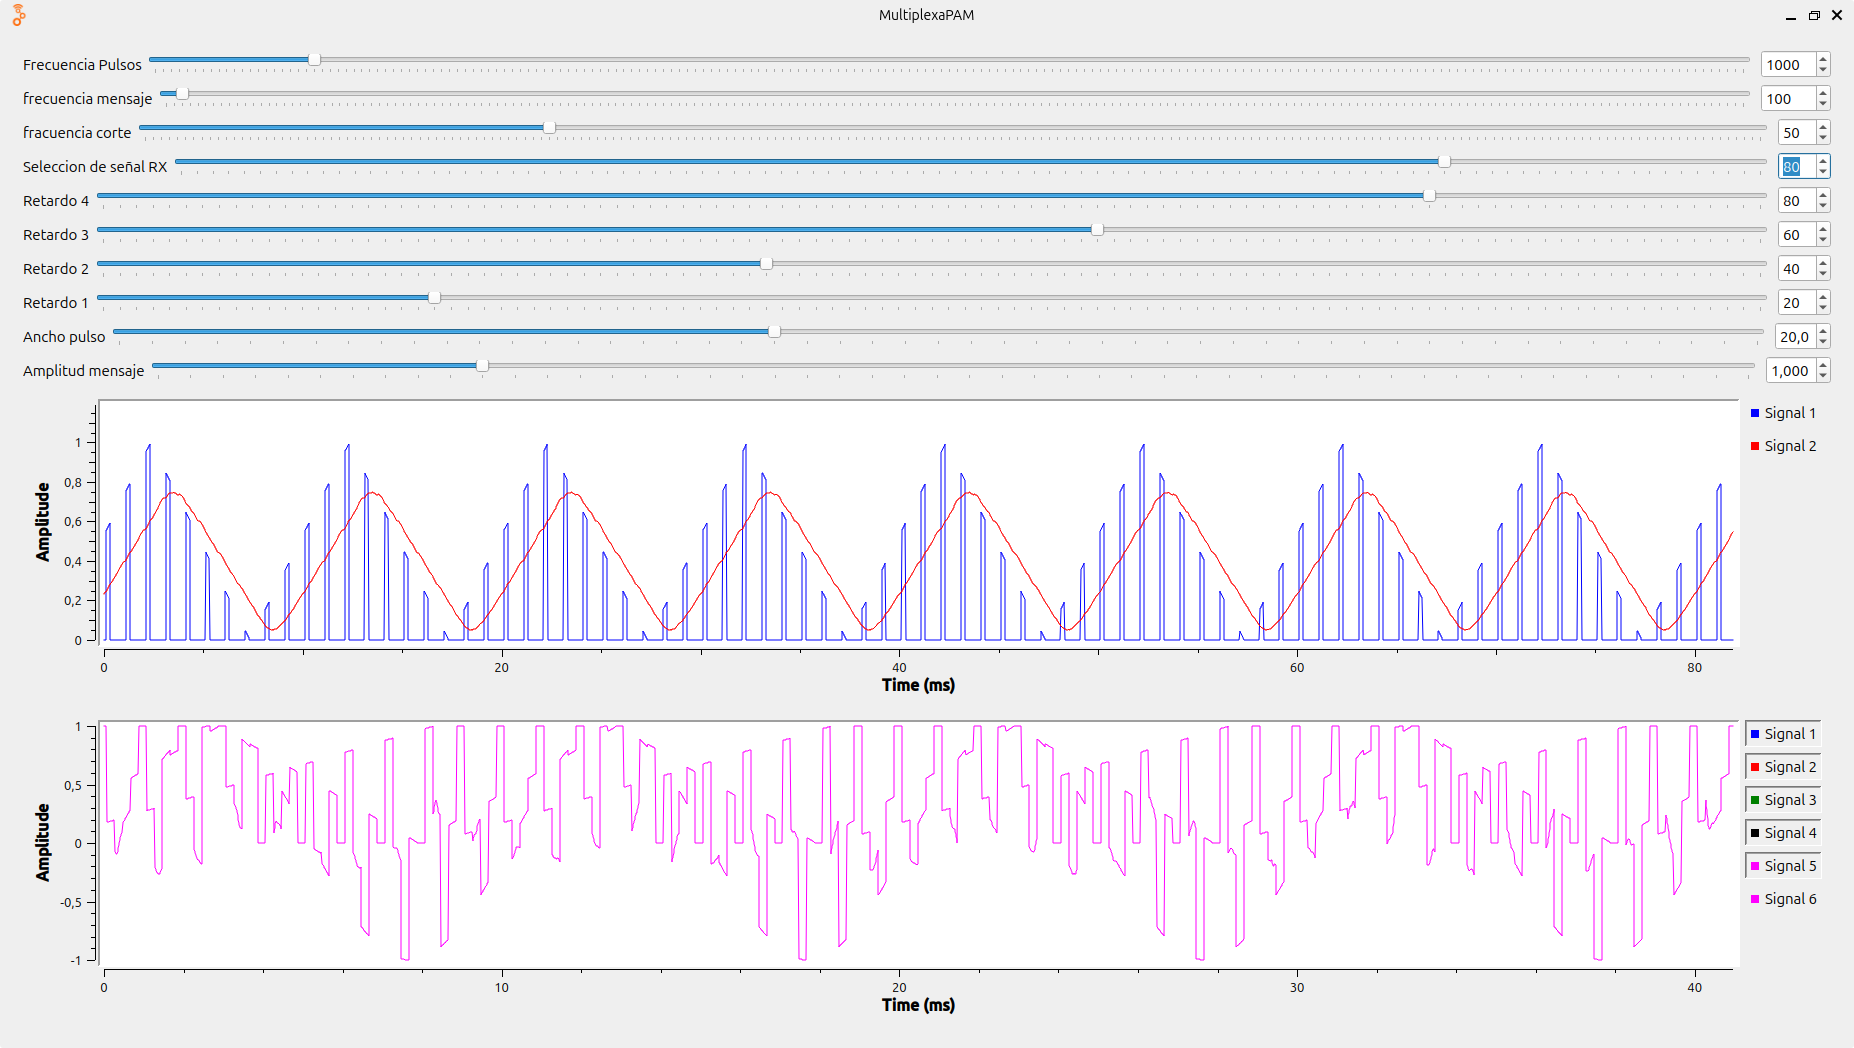 MultiplexaPAM
Frecuencia Pulsos 1000
frecuencia mensaje 100
fracuencia corte 50
Seleccion de señal RX 80
Retardo 4 80
Retardo 3 60
Retardo 2 40
Retardo 1 20
Ancho pulso 20,0
Amplitud mensaje 1,000
Amplitude
1
0,8
0,6
0,4
0,2
0
0 20 40 60 80
Time (ms)
Signal 1
Signal 2
Amplitude
1
0,5
0
-0,5
-1
0 10 20 30 40
Time (ms)
Signal 1
Signal 2
Signal 3
Signal 4
Signal 5
Signal 6